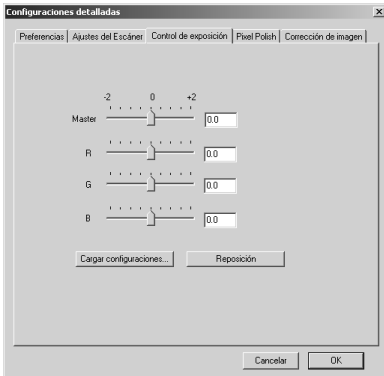 Configuraciones detalladas
Preferencias Ajustes del Escáner Control de exposición Pixel Polish Corrección de imagen
-2 0 +2
Master 0.0
R 0.0
G 0.0
B 0.0
Cargar configuraciones... Reposición
Cancelar OK